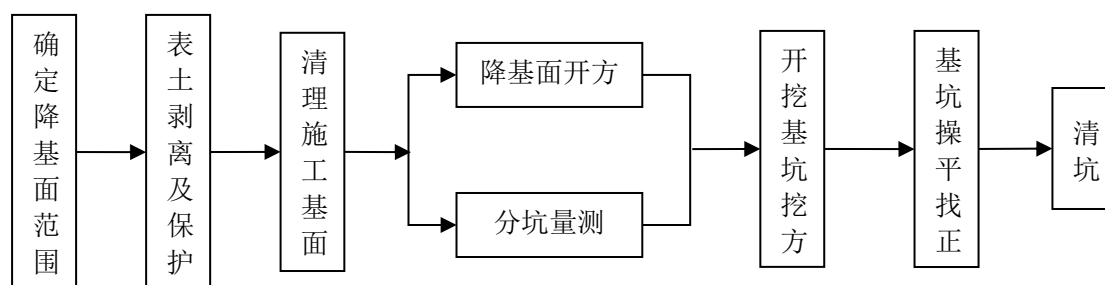 确定降基面范围
表土剥离及保护
清理施工基面
降基面开方
分坑量测
开挖基坑挖方
基坑操平找正
清坑